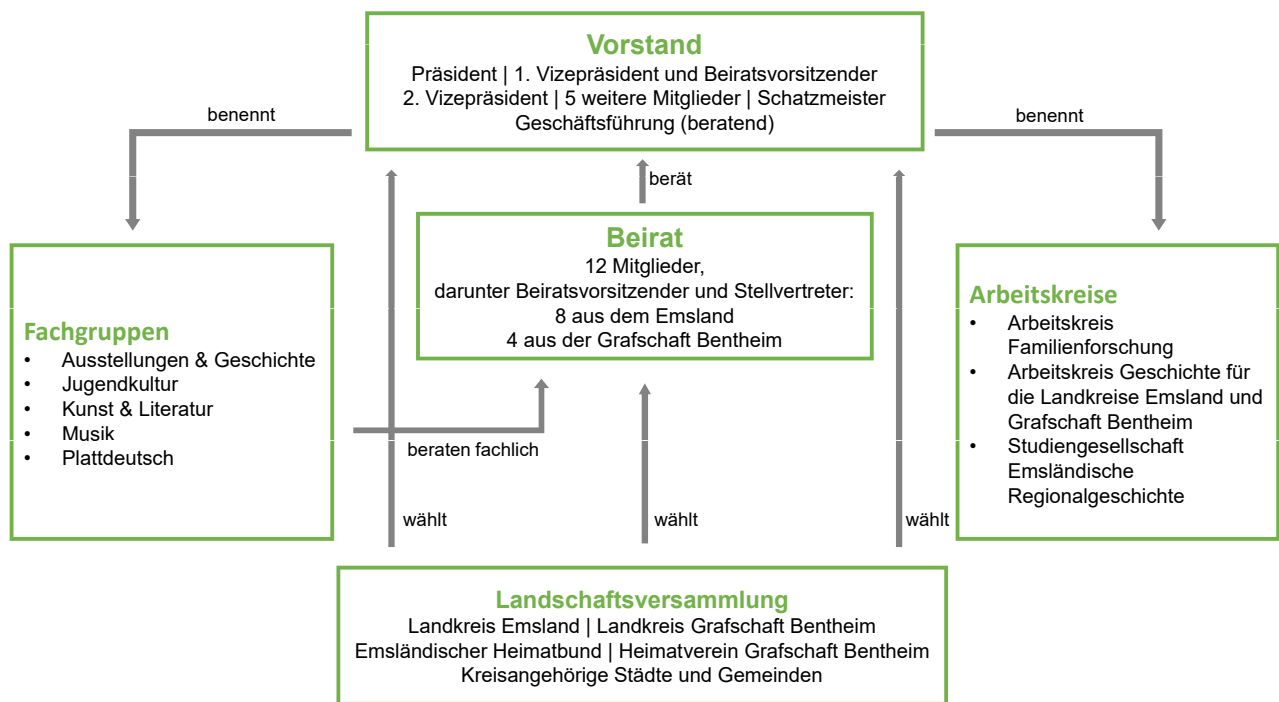 Vorstand
Präsident | 1. Vizepräsident und Beiratsvorsitzender
2. Vizepräsident | 5 weitere Mitglieder | Schatzmeister
Geschäftsführung (beratend)
benennt
benennt
berät
Beirat
12 Mitglieder,
darunter Beiratsvorsitzender und Stellvertreter:
8 aus dem Emsland
4 aus der Grafschaft Bentheim
Fachgruppen
• Ausstellungen & Geschichte
• Jugendkultur
• Kunst & Literatur
• Musik
• Plattdeutsch
beraten fachlich
Arbeitskreise
• Arbeitskreis
Familienforschung
• Arbeitskreis Geschichte für
die Landkreise Emsland und
Grafschaft Bentheim
• Studiengesellschaft
Emsländische
Regionalgeschichte
wählt
wählt
wählt
Landschaftsversammlung
Landkreis Emsland | Landkreis Grafschaft Bentheim
Emsländischer Heimatbund | Heimatverein Grafschaft Bentheim
Kreisangehörige Städte und Gemeinden